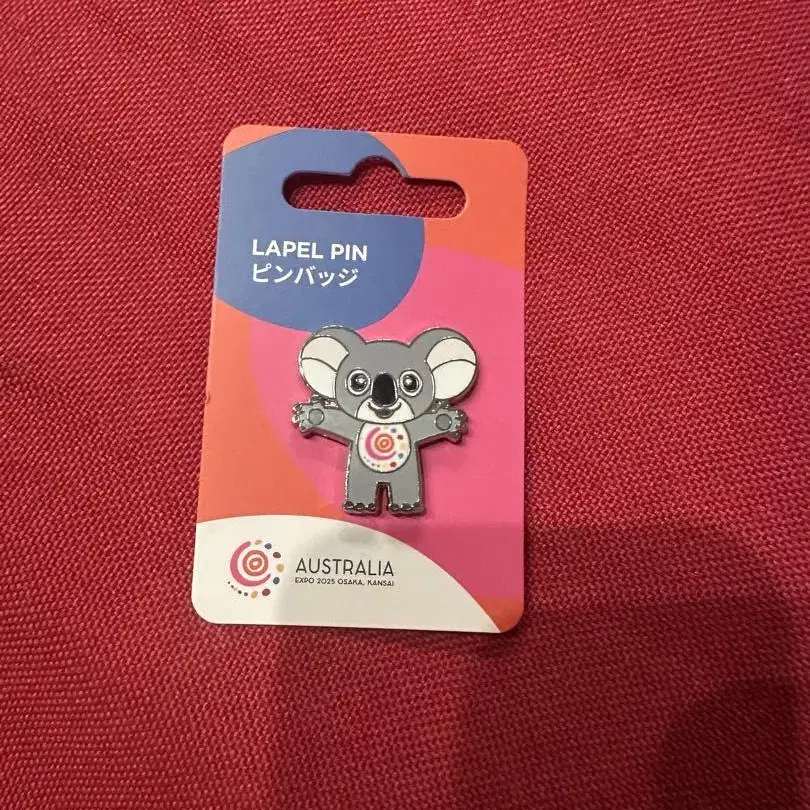 LAPEL PIN
ピンバッジ
AUSTRALIA
EXPO 2025 OSAKA, KANSAI